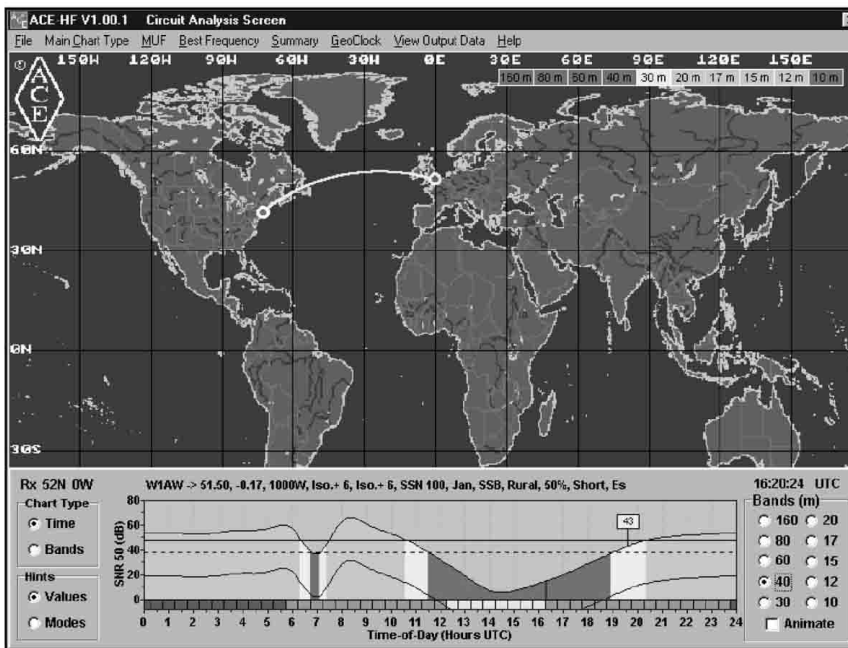 ACE-HF V1.00.1 Circuit Analysis Screen
File Main Chart Type MUF Best Frequency Summary GeoClock View Output Data Help
150W 120W 90W 60W 30W 0E 30E 60E 90E 120E 150E
© ACE
160 m 80 m 60 m 40 m 30 m 20 m 17 m 15 m 12 m 10 m
60N
30N
0N
30S
Rx 52N 0W
W1AW -> 51.50, -0.17, 1000W, Iso.+ 6, Iso.+ 6, SSN 100, Jan, SSB, Rural, 50%, Short, Es
16:20:24 UTC
Chart Type
Time
Bands
Hints
Values
Modes
SNR 50 (dB)
80
60
40
20
0
43
0 1 2 3 4 5 6 7 8 9 10 11 12 13 14 15 16 17 18 19 20 21 22 23 24
Time-of-Day (Hours UTC)
Bands (m)
160 20
80 17
60 15
40 12
30 10
Animate